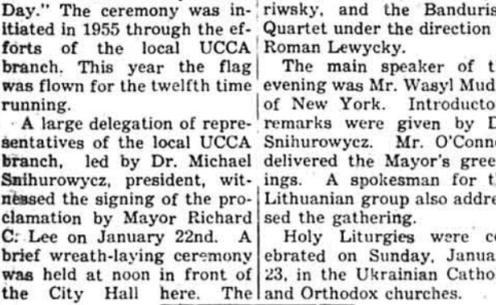 Day." The ceremony was in-
itiated in 1955 through the ef-
forts of the local UCCA
branch. This year the flag
was flown for the twelfth time
running.
A large delegation of repre-
sentatives of the local UCCA
branch, led by Dr. Michael
Snihurowycz, president, wit-
nessed the signing of the pro-
clamation by Mayor Richard
C. Lee on January 22nd. A
brief wreath-laying ceremony
was held at noon in front of
the City Hall here. The
riwsky, and the Banduris
Quartet under the direction
Roman Lewycky.
The main speaker of t
evening was Mr. Wasyl Mud
of New York. Introducto
remarks were given by D
Snihurowycz. Mr. O'Conne
delivered the Mayor's gree
ings. A spokesman for t
Lithuanian group also addre
sed the gathering.
Holy Liturgies were ce
ebrated on Sunday, Janua
23, in the Ukrainian Catho
and Orthodox churches.